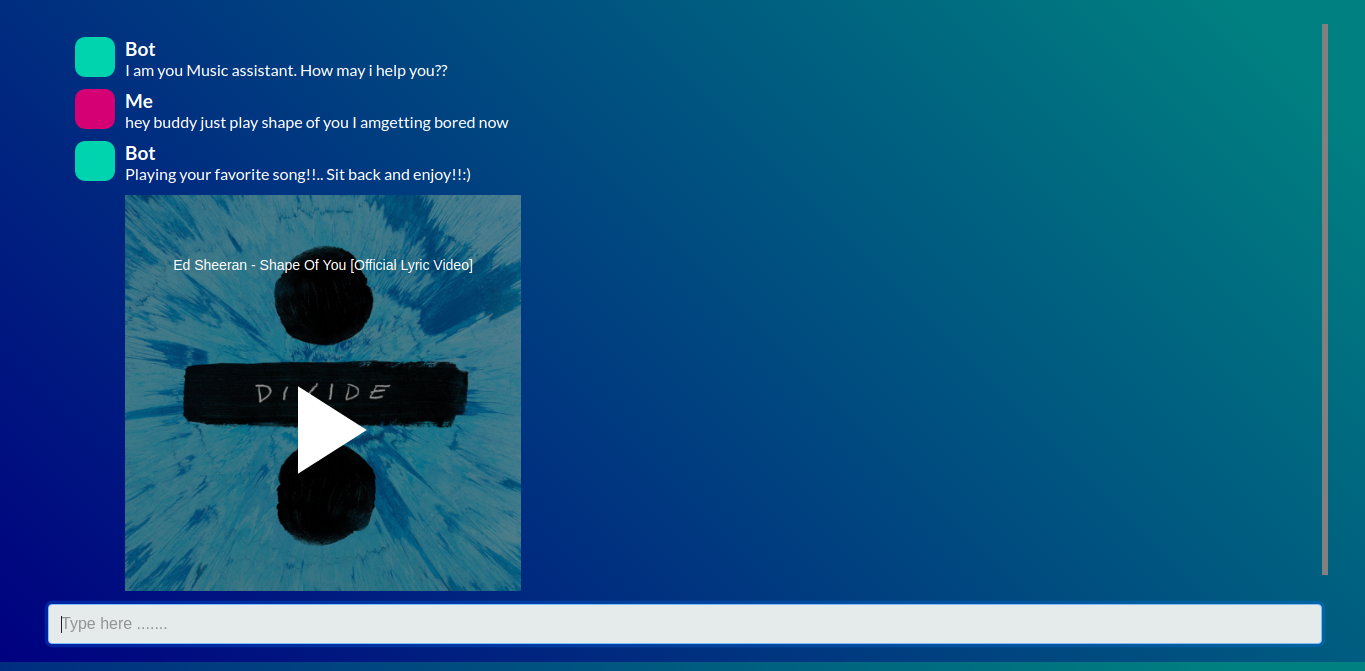 Bot
I am you Music assistant. How may i help you??
Me
hey buddy just play shape of you I amgetting bored now
Bot
Playing your favorite song!!.. Sit back and enjoy!!:)
Ed Sheeran - Shape Of You [Official Lyric Video]
DIVIDE
Type here .......